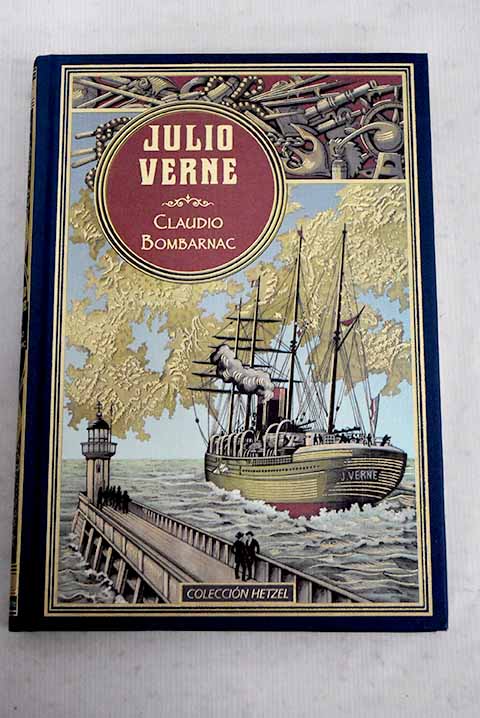 JULIO
VERNE
CLAUDIO
BOMBARNAC
J. VERNE
COLECCIÓN HETZEL